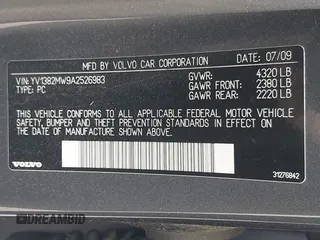 MFD BY VOLVO CAR CORPORATION DATE 07/09
VIN: YV1382MW9A2526983
TYPE: PC
GVWR: 4320 LB
GAWR FRONT: 2380 LB
GAWR REAR: 2220 LB
THIS VEHICLE CONFORMS TO ALL APPLICABLE FEDERAL MOTOR VEHICLE
SAFETY, BUMPER AND THEFT PREVENTION STANDARDS IN EFFECT ON
THE DATE OF MANUFACTURE SHOWN ABOVE
VOLVO
31276842
DREAMBID